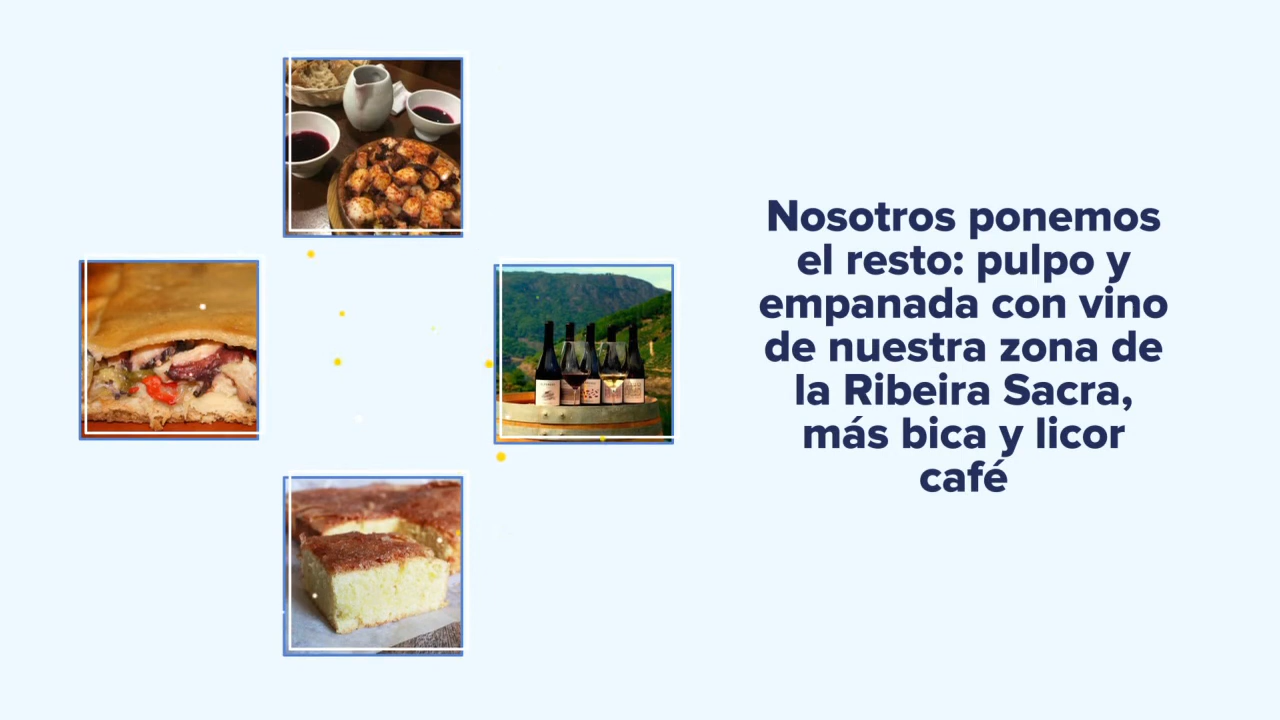 Nosotros ponemos
el resto: pulpo y
empanada con vino
de nuestra zona de
la Ribeira Sacra,
más bica y licor
café